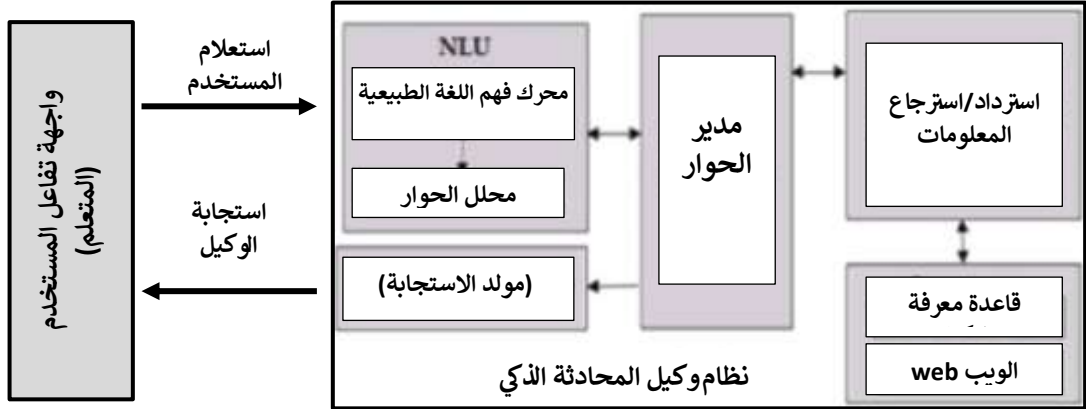 واجهة تفاعل المستخدم
(المتعلم)
استعلام
المستخدم
استجابة
الوكيل
NLU
محرك فهم اللغة الطبيعية
محلل الحوار
(مولد الاستجابة)
مدير
الحوار
استرداد/استرجاع
المعلومات
قاعدة معرفة
الويب web
نظام وكيل المحادثة الذكي